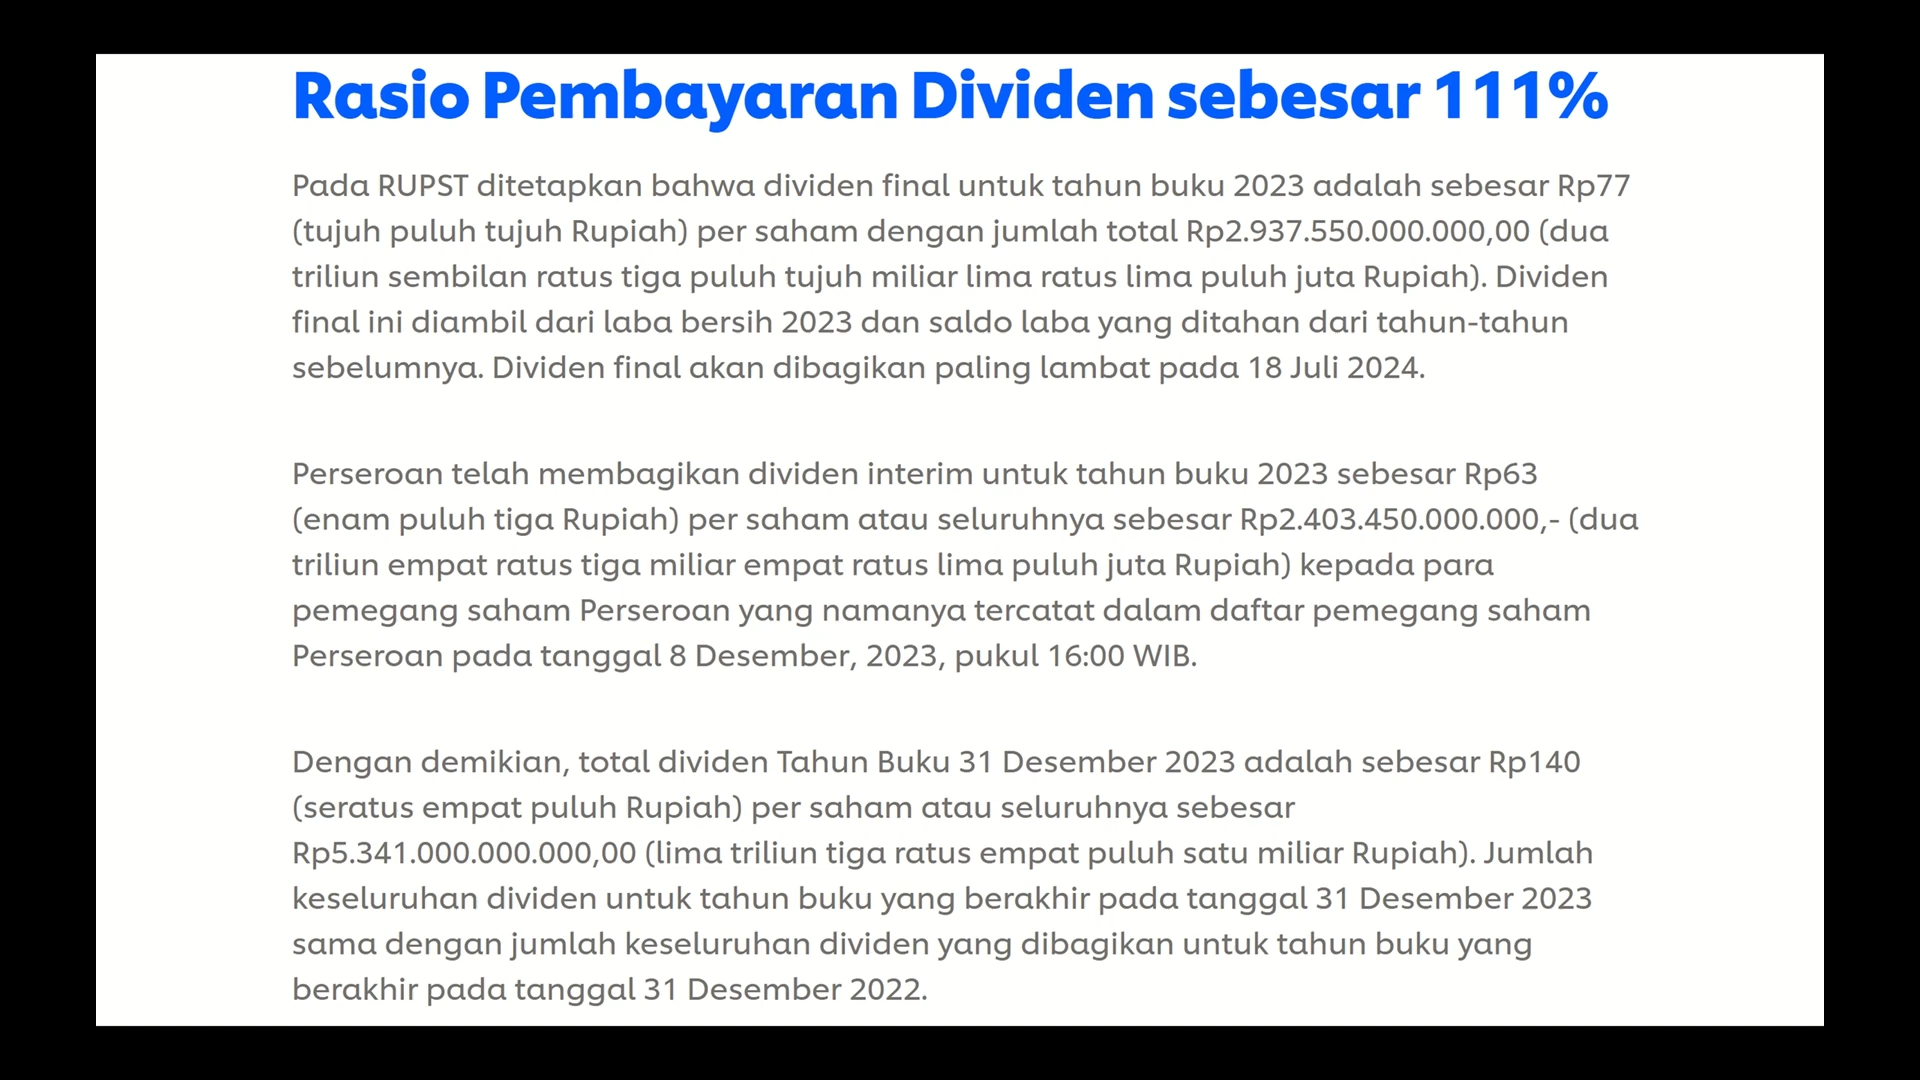 Rasio Pembayaran Dividen sebesar 111%
Pada RUPST ditetapkan bahwa dividen final untuk tahun buku 2023 adalah sebesar Rp77
(tujuh puluh tujuh Rupiah) per saham dengan jumlah total Rp2.937.550.000.000,00 (dua
triliun sembilan ratus tiga puluh tujuh miliar lima ratus lima puluh juta Rupiah). Dividen
final ini diambil dari laba bersih 2023 dan saldo laba yang ditahan dari tahun-tahun
sebelumnya. Dividen final akan dibagikan paling lambat pada 18 Juli 2024.
Perseroan telah membagikan dividen interim untuk tahun buku 2023 sebesar Rp63
(enam puluh tiga Rupiah) per saham atau seluruhnya sebesar Rp2.403.450.000.000,- (dua
triliun empat ratus tiga miliar empat ratus lima puluh juta Rupiah) kepada para
pemegang saham Perseroan yang namanya tercatat dalam daftar pemegang saham
Perseroan pada tanggal 8 Desember, 2023, pukul 16:00 WIB.
Dengan demikian, total dividen Tahun Buku 31 Desember 2023 adalah sebesar Rp140
(seratus empat puluh Rupiah) per saham atau seluruhnya sebesar
Rp5.341.000.000.000,00 (lima triliun tiga ratus empat puluh satu miliar Rupiah). Jumlah
keseluruhan dividen untuk tahun buku yang berakhir pada tanggal 31 Desember 2023
sama dengan jumlah keseluruhan dividen yang dibagikan untuk tahun buku yang
berakhir pada tanggal 31 Desember 2022.